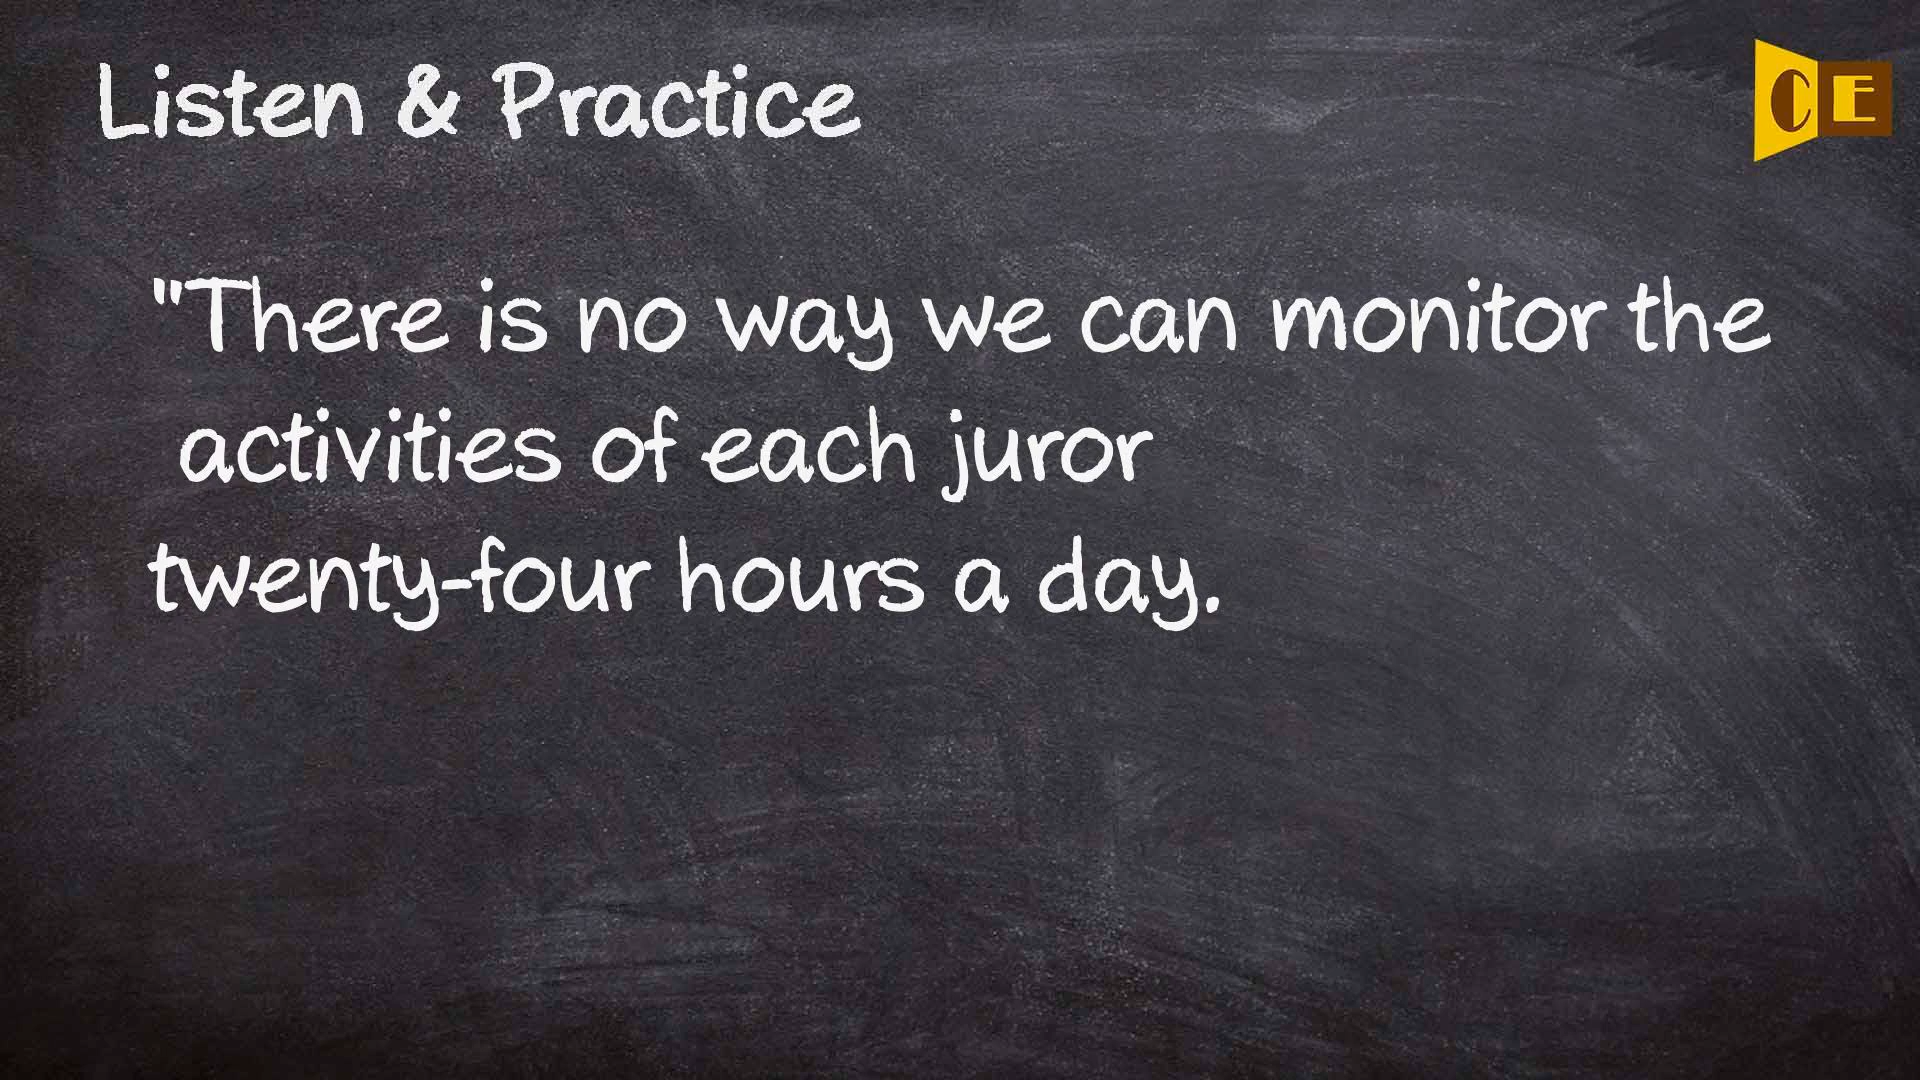 Listen & Practice
CE
"There is no way we can monitor the
activities of each juror
twenty-four hours a day.